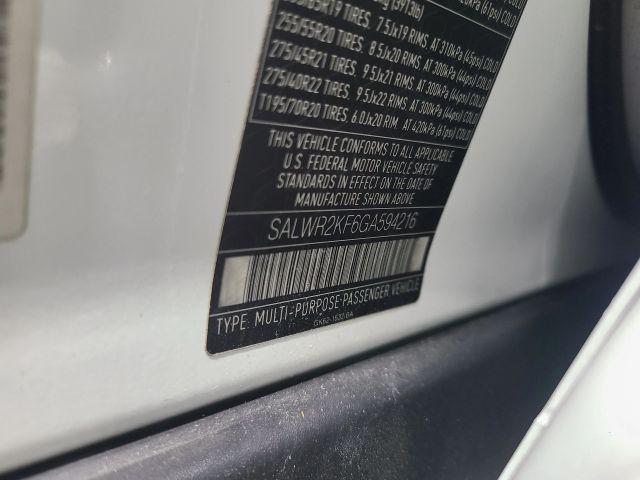 (39136)
R19 TIRES 7.5Jx19 RIMS AT 310kPa (45psi) COLD
255/55R20 TIRES 8.5Jx20 RIMS AT 300kPa (44psi) COLD
275/45R21 TIRES 9.5Jx21 RIMS AT 300kPa (44psi) COLD
275/40R22 TIRES 9.5Jx22 RIMS AT 300kPa (44psi) COLD
T195/70R20 TIRES 6.0Jx20 RIM AT 420kPa (61psi) COLD
THIS VEHICLE CONFORMS TO ALL APPLICABLE
U.S. FEDERAL MOTOR VEHICLE SAFETY
STANDARDS IN EFFECT ON THE DATE OF
MANUFACTURE SHOWN ABOVE
SALWR2KF6GA594216
TYPE: MULTI-PURPOSE PASSENGER VEHICLE